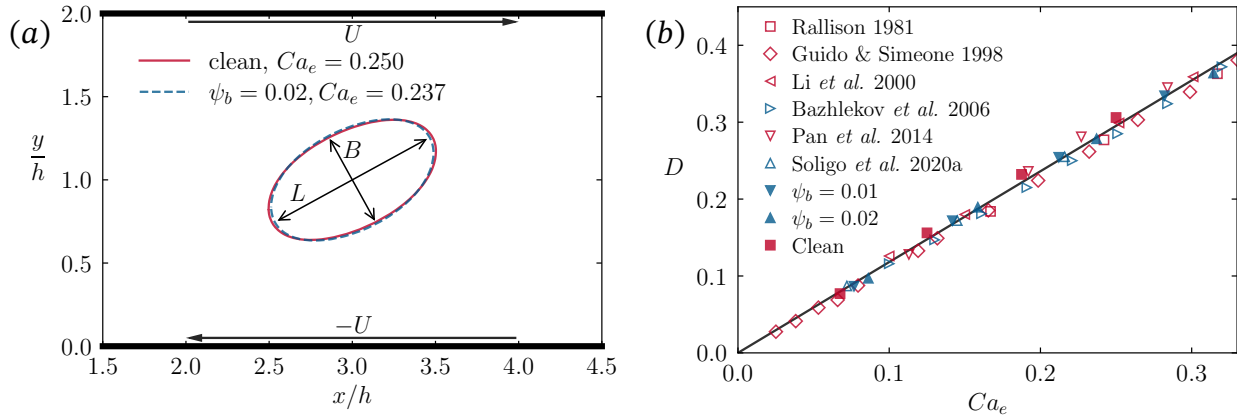 (a)
2.0
1.5
y/h
1.0
0.5
0.0
U
clean, Ca_e = 0.250
ψ_b = 0.02, Ca_e = 0.237
B
L
−U
1.5 2.0 2.5 3.0 3.5 4.0 4.5
x/h
(b)
0.4
0.3
D
0.2
0.1
0.0
Rallison 1981
Guido & Simeone 1998
Li et al. 2000
Bazhlekov et al. 2006
Pan et al. 2014
Soligo et al. 2020a
ψ_b = 0.01
ψ_b = 0.02
Clean
0.0 0.1 0.2 0.3
Ca_e